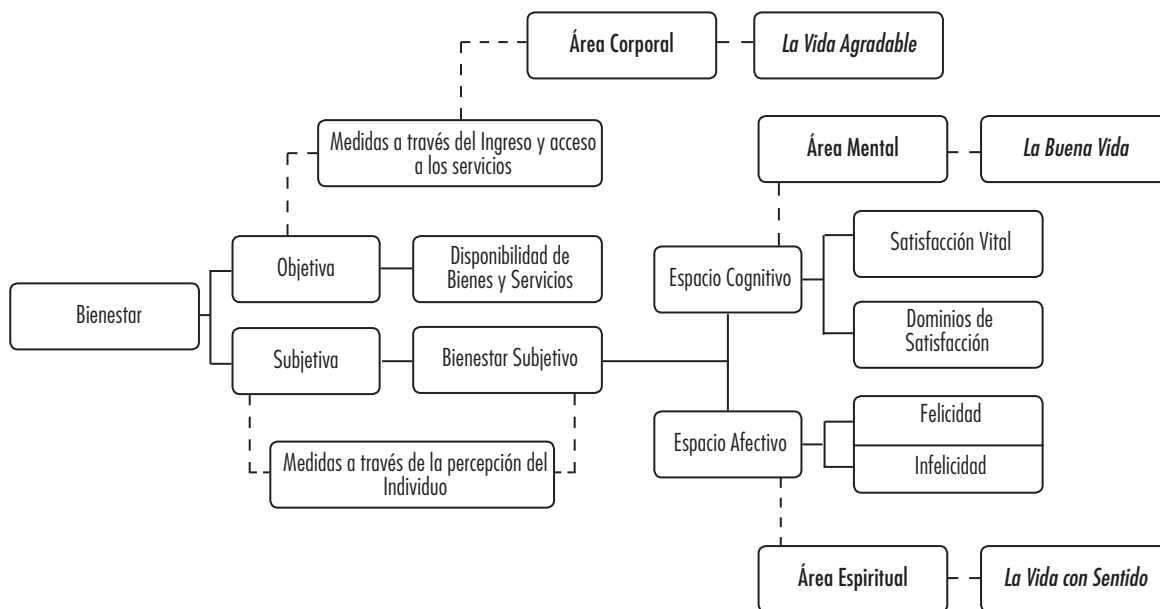 Área Corporal
La Vida Agradable
Medidas a través del Ingreso y acceso
a los servicios
Área Mental
La Buena Vida
Objetiva
Disponibilidad de
Bienes y Servicios
Espacio Cognitivo
Satisfacción Vital
Bienestar
Dominios de
Satisfacción
Subjetiva
Bienestar Subjetivo
Espacio Afectivo
Felicidad
Infelicidad
Medidas a través de la percepción del
Individuo
Área Espiritual
La Vida con Sentido